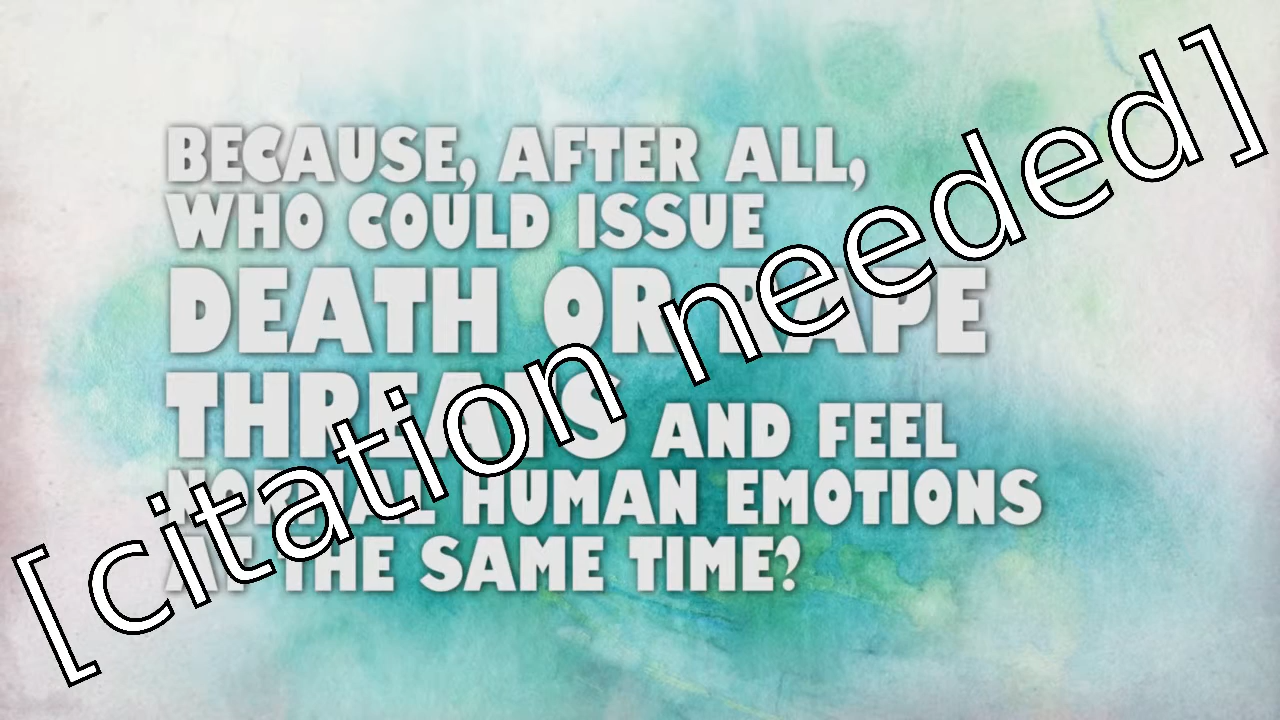 BECAUSE, AFTER ALL,
WHO COULD ISSUE
DEATH OR RAPE
THREATS AND FEEL
NORMAL HUMAN EMOTIONS
AT THE SAME TIME?
[citation needed]